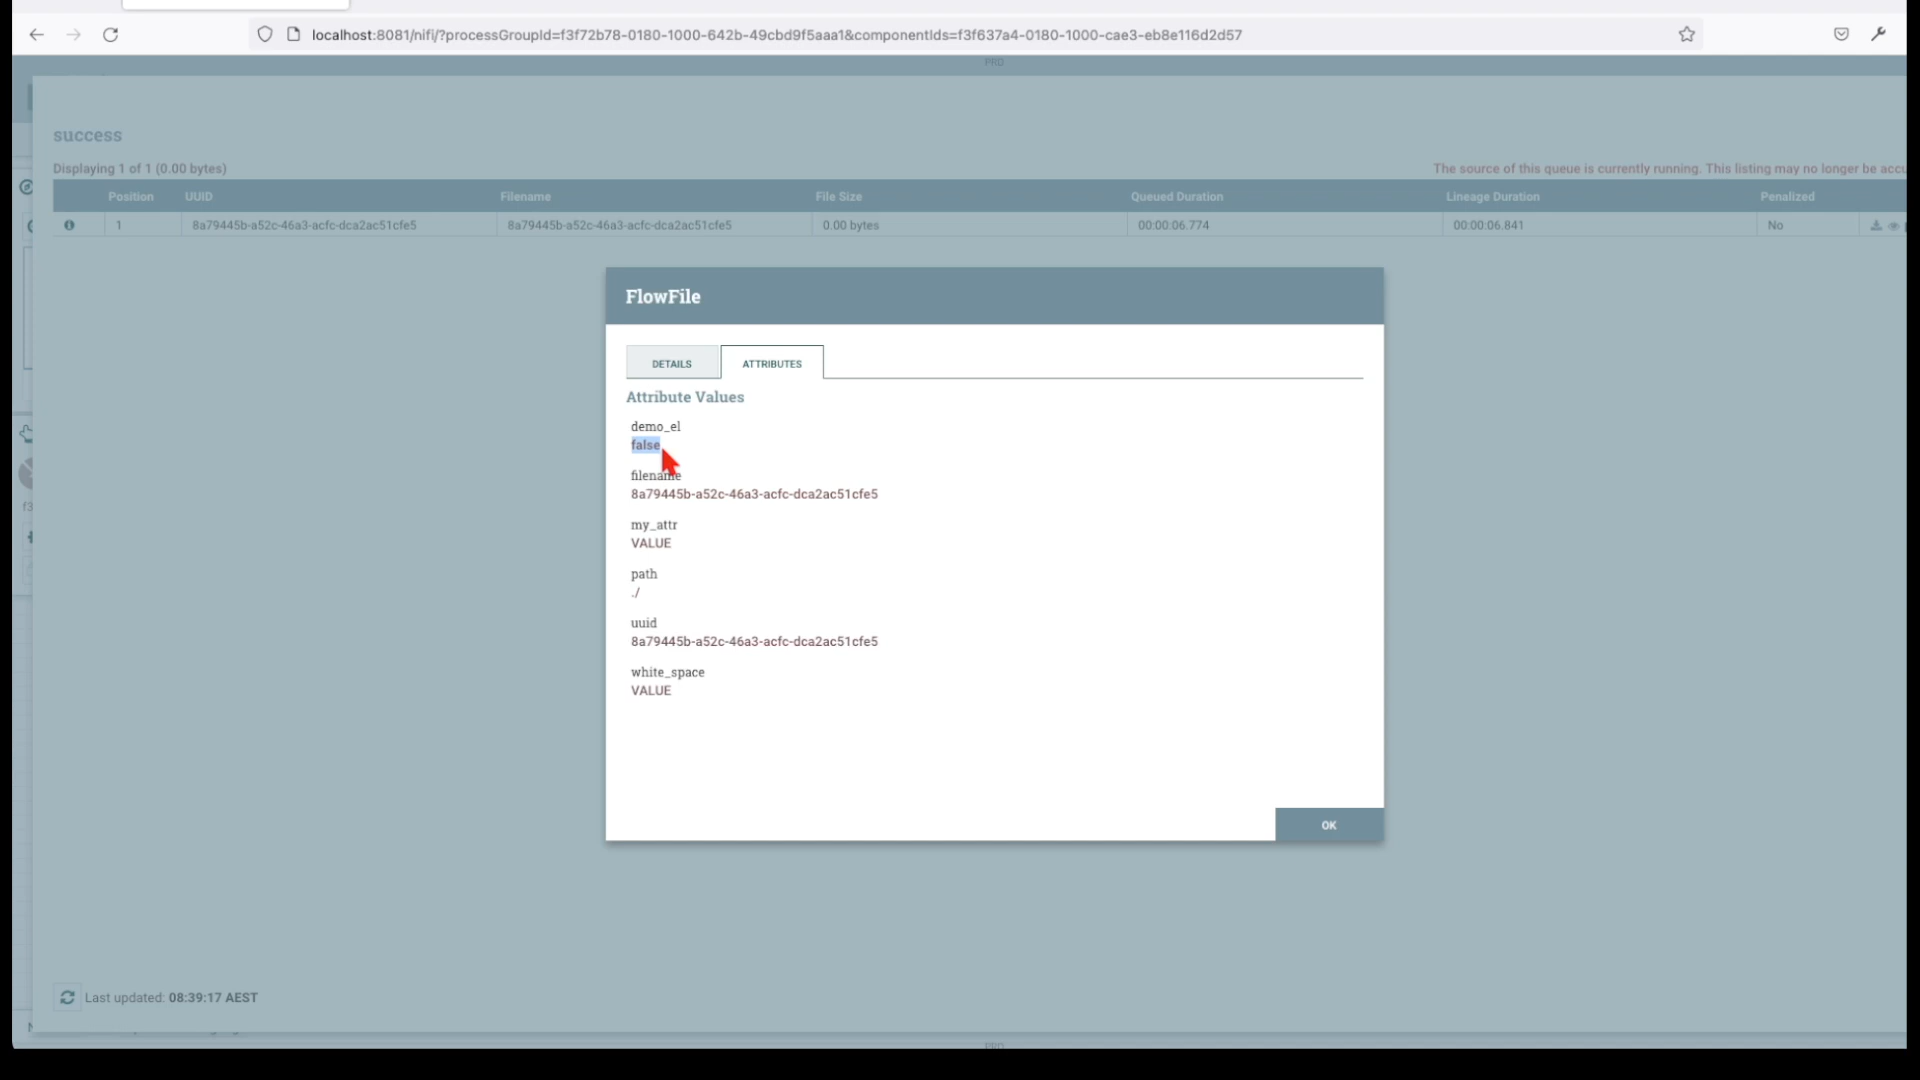 localhost:8081/nifi/?processGroupId=f3f72b78-0180-1000-642b-49cbd9f5aaa1&componentIds=f3f637a4-0180-1000-cae3-eb8e116d2d57
PRO
success
Displaying 1 of 1 (0.00 bytes)
The source of this queue is currently running. This listing may no longer be accu
Position UUID Filename File Size Queued Duration Lineage Duration Penalized
1 8a79445b-a52c-46a3-acfc-dca2ac51cfe5 8a79445b-a52c-46a3-acfc-dca2ac51cfe5 0.00 bytes 00:00:06.774 00:00:06.841 No
FlowFile
DETAILS ATTRIBUTES
Attribute Values
demo_el
false
filename
8a79445b-a52c-46a3-acfc-dca2ac51cfe5
my_attr
VALUE
path
./
uuid
8a79445b-a52c-46a3-acfc-dca2ac51cfe5
white_space
VALUE
OK
f3
Last updated: 08:39:17 AEST